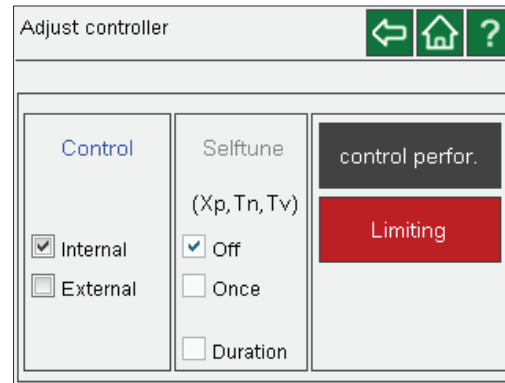 Adjust controller
?
Control
Internal
External
Selftune
(Xp, Tn, Tv)
Off
Once
Duration
control perfor.
Limiting